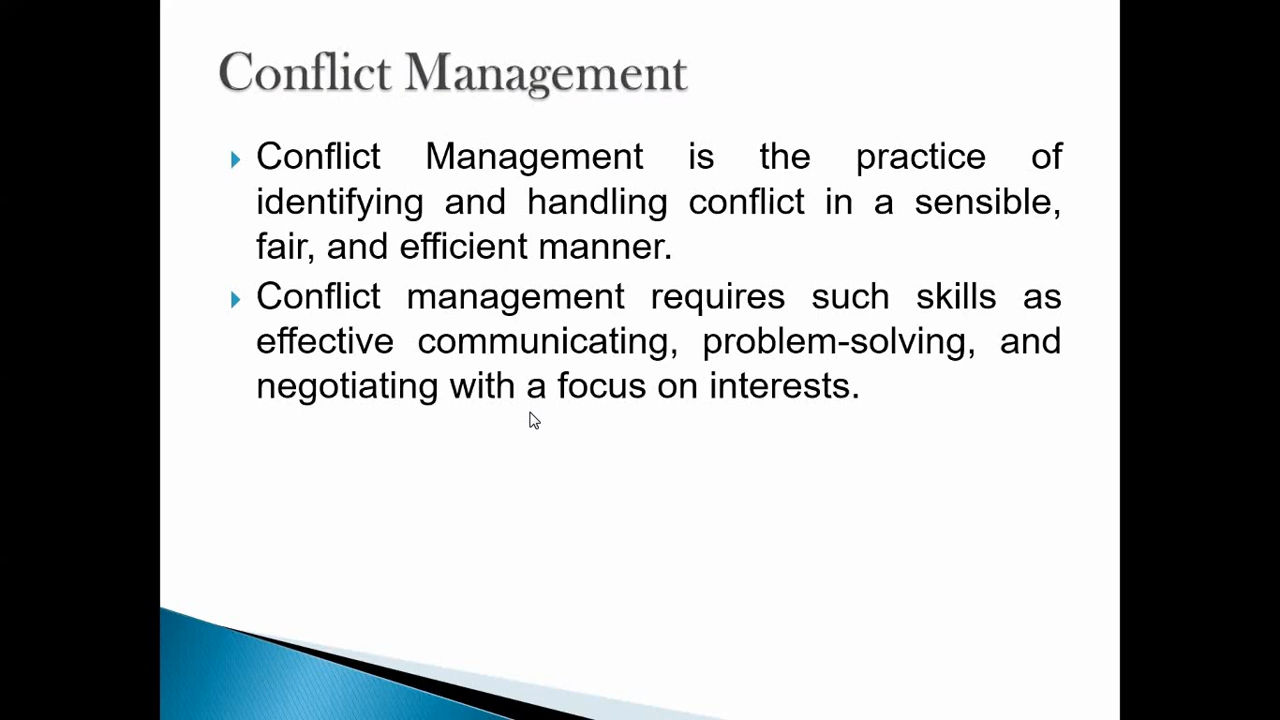 Conflict Management
Conflict Management is the practice of
identifying and handling conflict in a sensible,
fair, and efficient manner.
Conflict management requires such skills as
effective communicating, problem-solving, and
negotiating with a focus on interests.